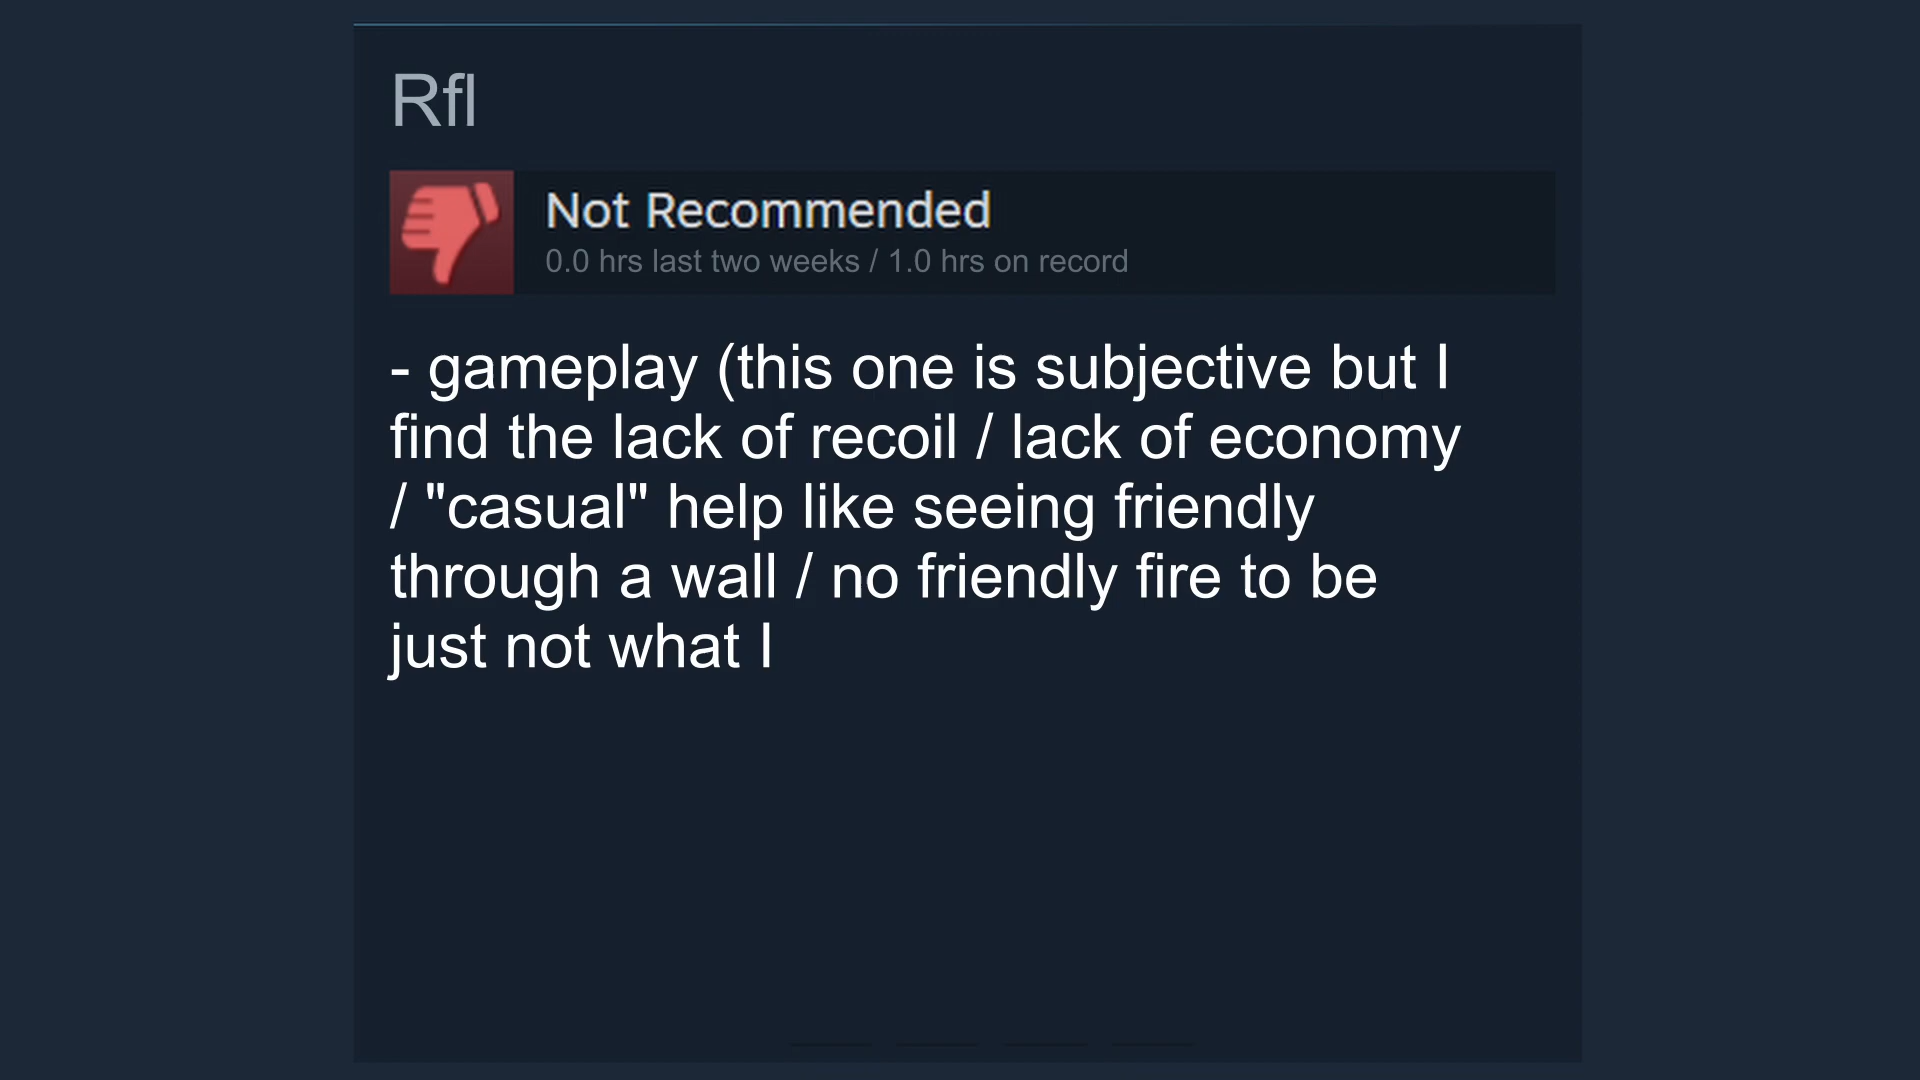 Rfl
Not Recommended
0.0 hrs last two weeks / 1.0 hrs on record
- gameplay (this one is subjective but I
find the lack of recoil / lack of economy
/ "casual" help like seeing friendly
through a wall / no friendly fire to be
just not what I